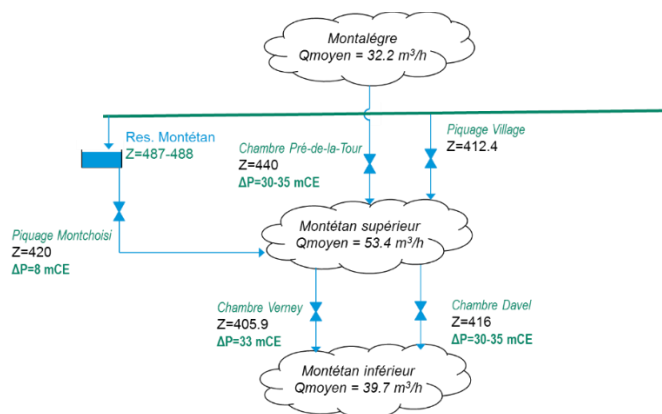 Montalégre
Qmoyen = 32.2 m³/h
Res. Montétan
Z=487-488
Chambre Pré-de-la-Tour
Z=440
ΔP=30-35 mCE
Piquage Village
Z=412.4
Piquage Montchoisi
Z=420
ΔP=8 mCE
Montétan supérieur
Qmoyen = 53.4 m³/h
Chambre Verney
Z=405.9
ΔP=33 mCE
Chambre Davel
Z=416
ΔP=30-35 mCE
Montétan inférieur
Qmoyen = 39.7 m³/h